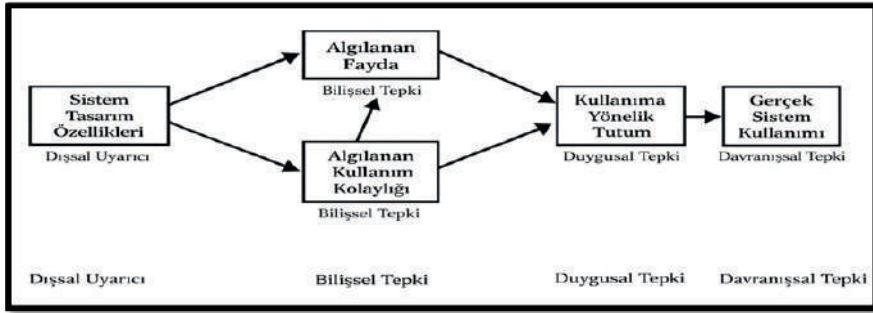 Algılanan
Fayda
Bilişsel Tepki
Sistem
Tasarım
Özellikleri
Dışsal Uyarıcı
Algılanan
Kullanım
Kolaylığı
Bilişsel Tepki
Kullanıma
Yönelik
Tutum
Duygusal Tepki
Gerçek
Sistem
Kullanımı
Davranışsal Tepki
Dışsal Uyarıcı
Bilişsel Tepki
Duygusal Tepki
Davranışsal Tepki